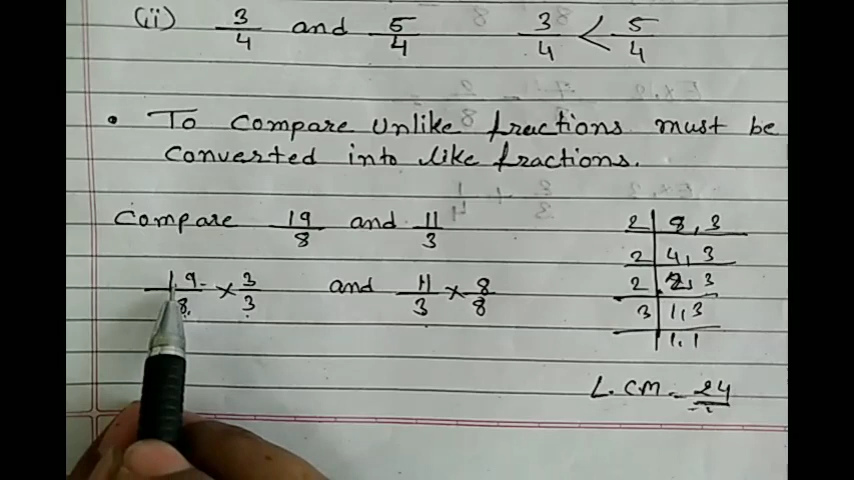 (ii) 3/4 and 5/4 3/4 < 5/4
• To compare unlike fractions must be
converted into like fractions.
Compare 19/8 and 11/3
19/8 × 3/3 and 11/3 × 8/8
2 | 8, 3
2 | 4, 3
2 | 2, 3
3 | 1, 3
1, 1
L.CM = 24